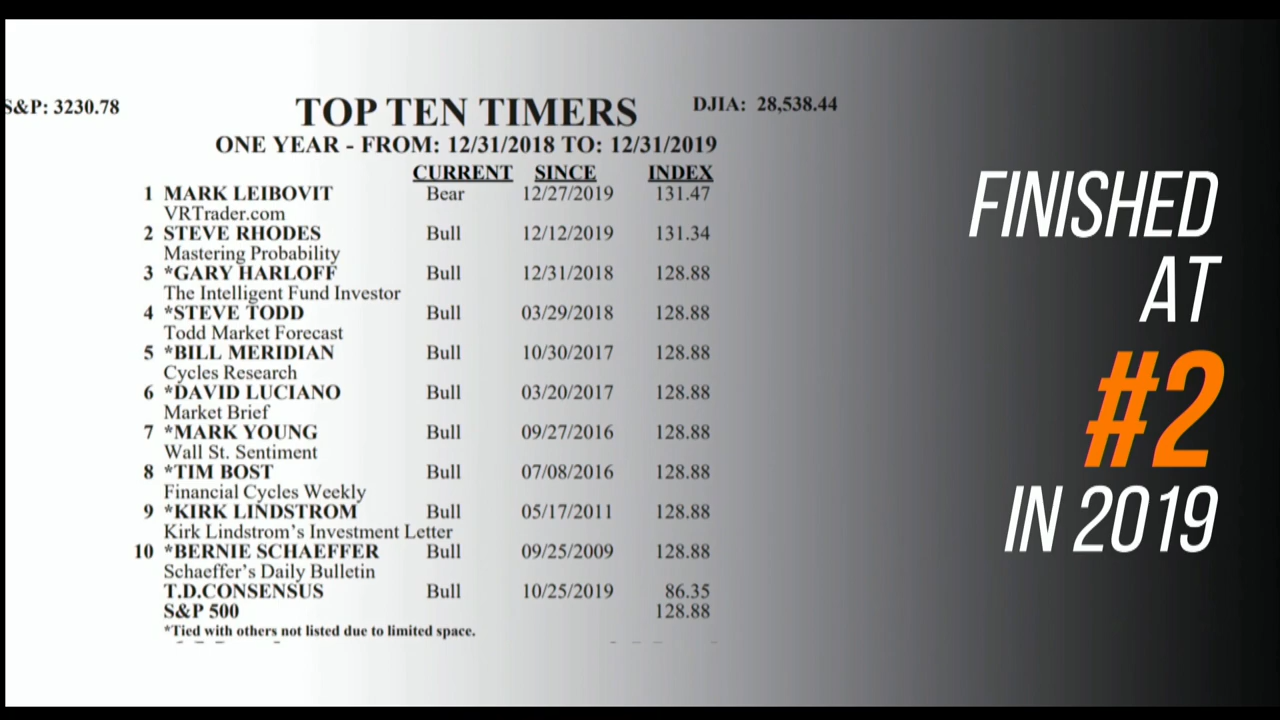 S&P: 3230.78
TOP TEN TIMERS
DJIA: 28,538.44
ONE YEAR - FROM: 12/31/2018 TO: 12/31/2019
CURRENT SINCE INDEX
1 MARK LEIBOVIT Bear 12/27/2019 131.47
VRTrader.com
2 STEVE RHODES Bull 12/12/2019 131.34
Mastering Probability
3 *GARY HARLOFF Bull 12/31/2018 128.88
The Intelligent Fund Investor
4 *STEVE TODD Bull 03/29/2018 128.88
Todd Market Forecast
5 *BILL MERIDIAN Bull 10/30/2017 128.88
Cycles Research
6 *DAVID LUCIANO Bull 03/20/2017 128.88
Market Brief
7 *MARK YOUNG Bull 09/27/2016 128.88
Wall St. Sentiment
8 *TIM BOST Bull 07/08/2016 128.88
Financial Cycles Weekly
9 *KIRK LINDSTROM Bull 05/17/2011 128.88
Kirk Lindstrom's Investment Letter
10 *BERNIE SCHAEFFER Bull 09/25/2009 128.88
Schaeffer's Daily Bulletin
T.D.CONSENSUS Bull 10/25/2019 86.35
S&P 500 128.88
*Tied with others not listed due to limited space.
FINISHED
AT
#2
IN 2019